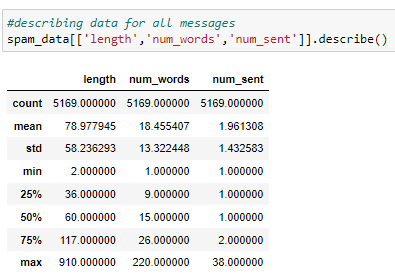 #describing data for all messages
spam_data[['length','num_words','num_sent']].describe()
length num_words num_sent
count 5169.000000 5169.000000 5169.000000
mean 78.977945 18.455407 1.961308
std 58.236293 13.322448 1.432583
min 2.000000 1.000000 1.000000
25% 36.000000 9.000000 1.000000
50% 60.000000 15.000000 1.000000
75% 117.000000 26.000000 2.000000
max 910.000000 220.000000 38.000000